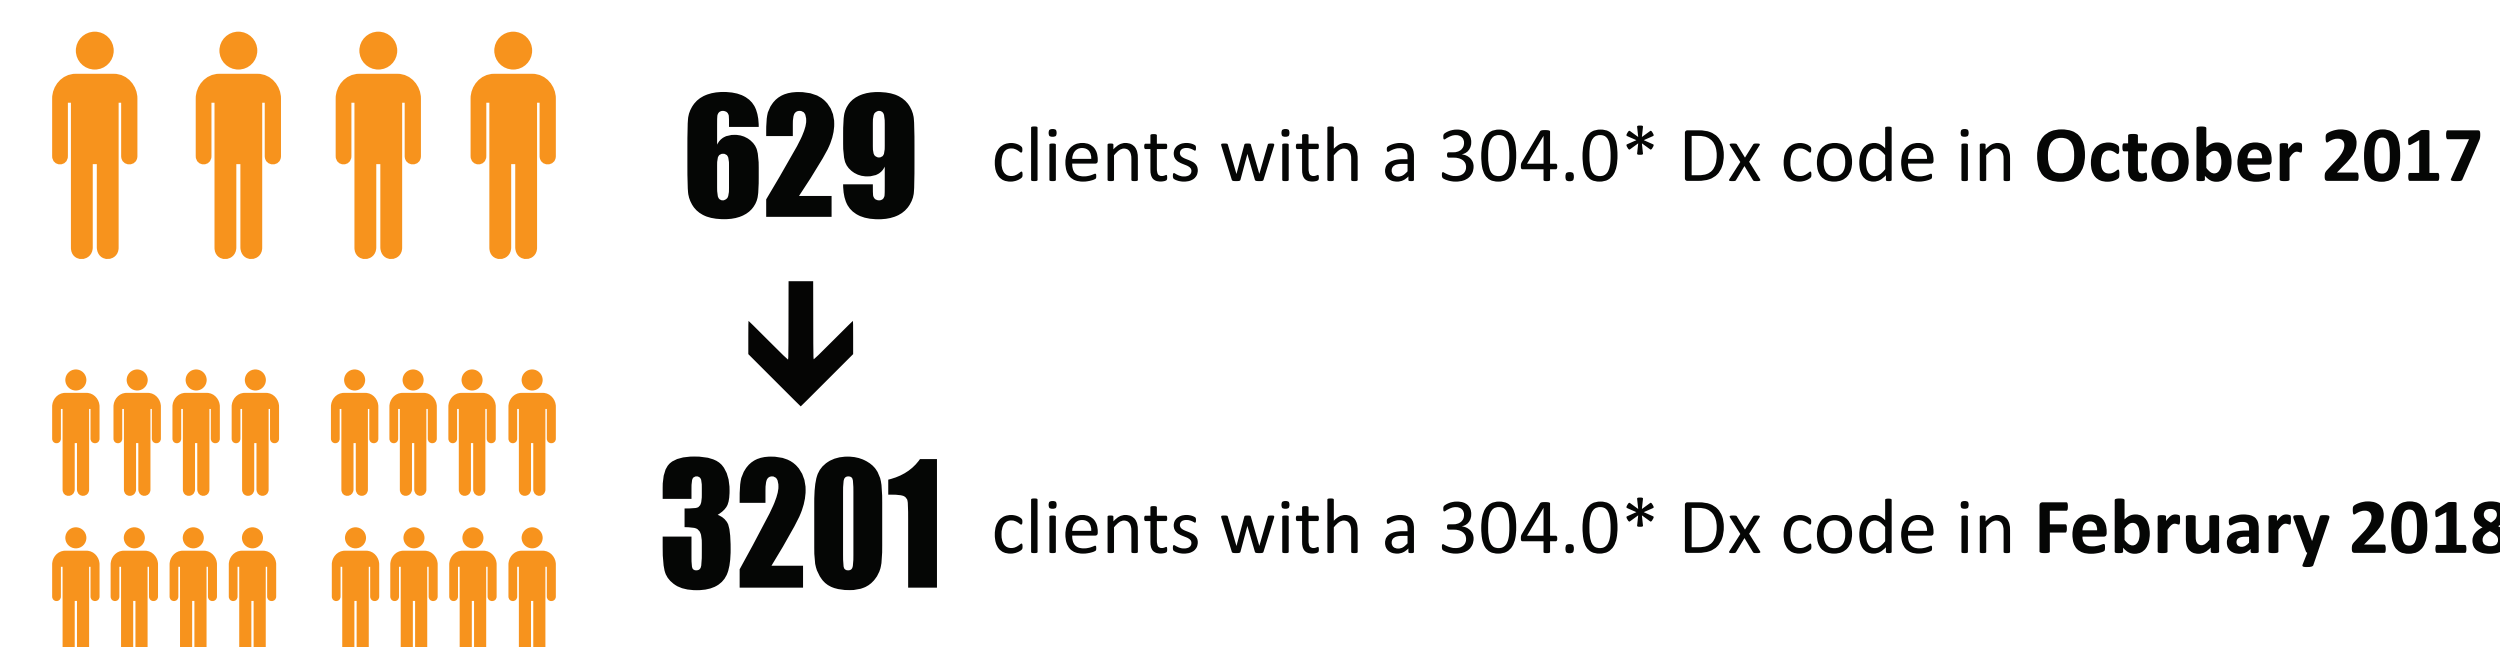 629 clients with a 304.0* Dx code in October 2017
3201 clients with a 304.0* Dx code in February 2018